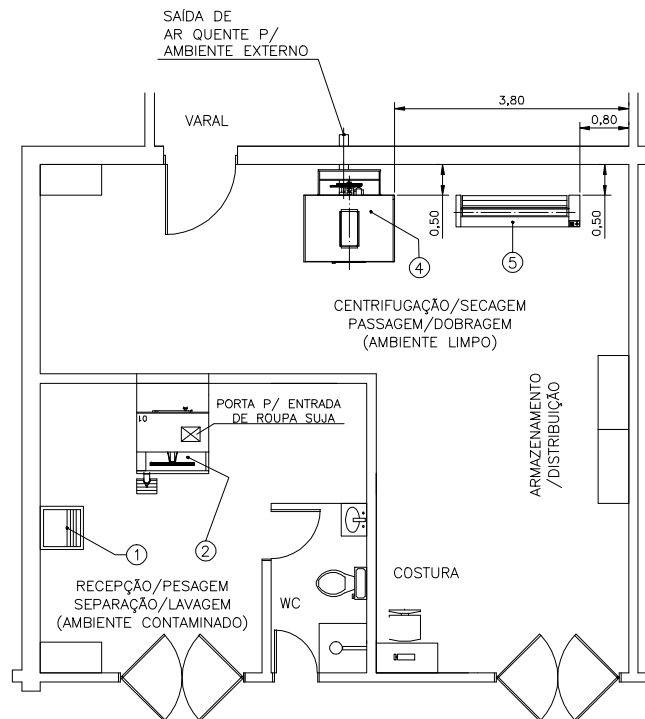 SAÍDA DE
AR QUENTE P/
AMBIENTE EXTERNO
VARAL
3,80
0,80
0,50
0,50
4
5
CENTRIFUGAÇÃO/SECAGEM
PASSAGEM/DOBRAGEM
(AMBIENTE LIMPO)
ARMAZENAMENTO
/DISTRIBUIÇÃO
PORTA P/ ENTRADA
DE ROUPA SUJA
01
1
2
RECEPÇÃO/PESAGEM
SEPARAÇÃO/LAVAGEM
(AMBIENTE CONTAMINADO)
WC
COSTURA